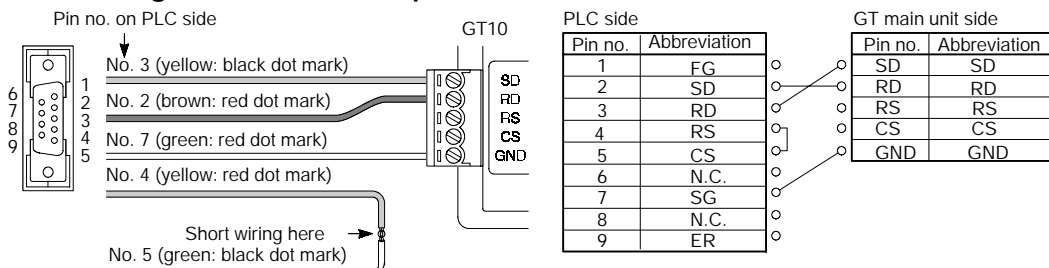 Pin no. on PLC side
GT10
No. 3 (yellow: black dot mark)
No. 2 (brown: red dot mark)
No. 7 (green: red dot mark)
No. 4 (yellow: red dot mark)
Short wiring here
No. 5 (green: black dot mark)
6
7
8
9
1
2
3
4
5
SD
RD
RS
CS
GND
PLC side
Pin no. Abbreviation
1 FG
2 SD
3 RD
4 RS
5 CS
6 N.C.
7 SG
8 N.C.
9 ER
GT main unit side
Pin no. Abbreviation
SD SD
RD RD
RS RS
CS CS
GND GND